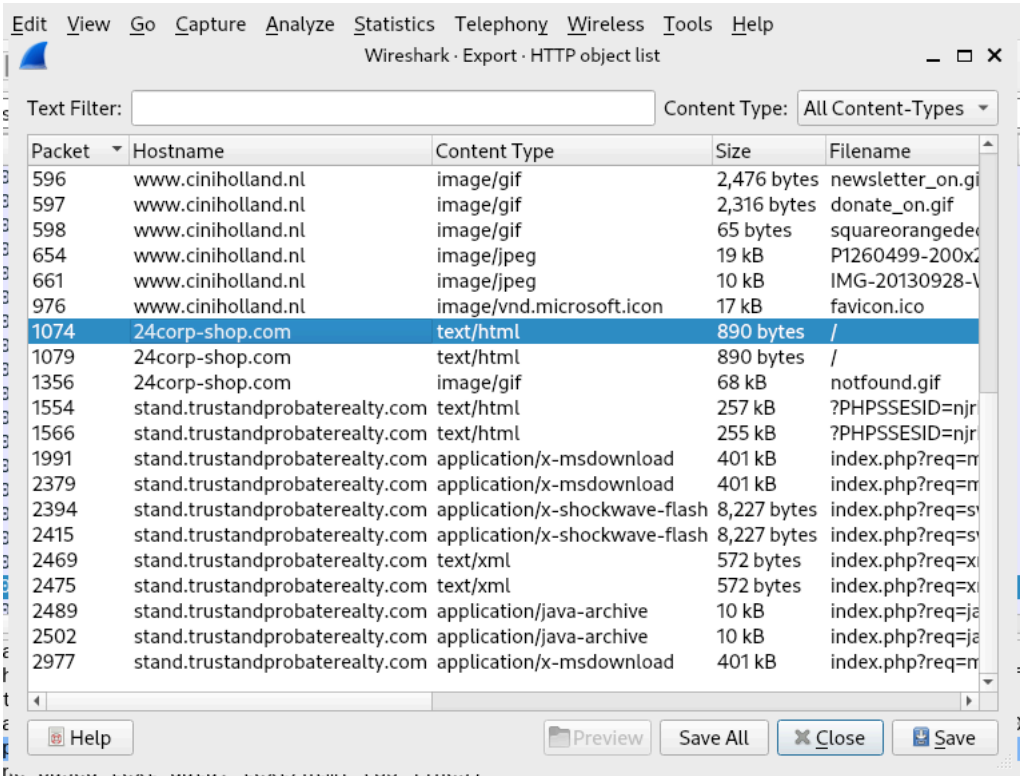 Edit View Go Capture Analyze Statistics Telephony Wireless Tools Help
Wireshark · Export · HTTP object list
Text Filter: Content Type: All Content-Types
Packet Hostname Content Type Size Filename
596 www.ciniholland.nl image/gif 2,476 bytes newsletter_on.gi
597 www.ciniholland.nl image/gif 2,316 bytes donate_on.gif
598 www.ciniholland.nl image/gif 65 bytes squareorangedec
654 www.ciniholland.nl image/jpeg 19 kB P1260499-200x2
661 www.ciniholland.nl image/jpeg 10 kB IMG-20130928-W
976 www.ciniholland.nl image/vnd.microsoft.icon 17 kB favicon.ico
1074 24corp-shop.com text/html 890 bytes /
1079 24corp-shop.com text/html 890 bytes /
1356 24corp-shop.com image/gif 68 kB notfound.gif
1554 stand.trustandprobaterealty.com text/html 257 kB ?PHPSSESID=njr
1566 stand.trustandprobaterealty.com text/html 255 kB ?PHPSSESID=njr
1991 stand.trustandprobaterealty.com application/x-msdownload 401 kB index.php?req=m
2379 stand.trustandprobaterealty.com application/x-msdownload 401 kB index.php?req=m
2394 stand.trustandprobaterealty.com application/x-shockwave-flash 8,227 bytes index.php?req=sw
2415 stand.trustandprobaterealty.com application/x-shockwave-flash 8,227 bytes index.php?req=sw
2469 stand.trustandprobaterealty.com text/xml 572 bytes index.php?req=x
2475 stand.trustandprobaterealty.com text/xml 572 bytes index.php?req=x
2489 stand.trustandprobaterealty.com application/java-archive 10 kB index.php?req=ja
2502 stand.trustandprobaterealty.com application/java-archive 10 kB index.php?req=ja
2977 stand.trustandprobaterealty.com application/x-msdownload 401 kB index.php?req=m
Help Preview Save All Close Save